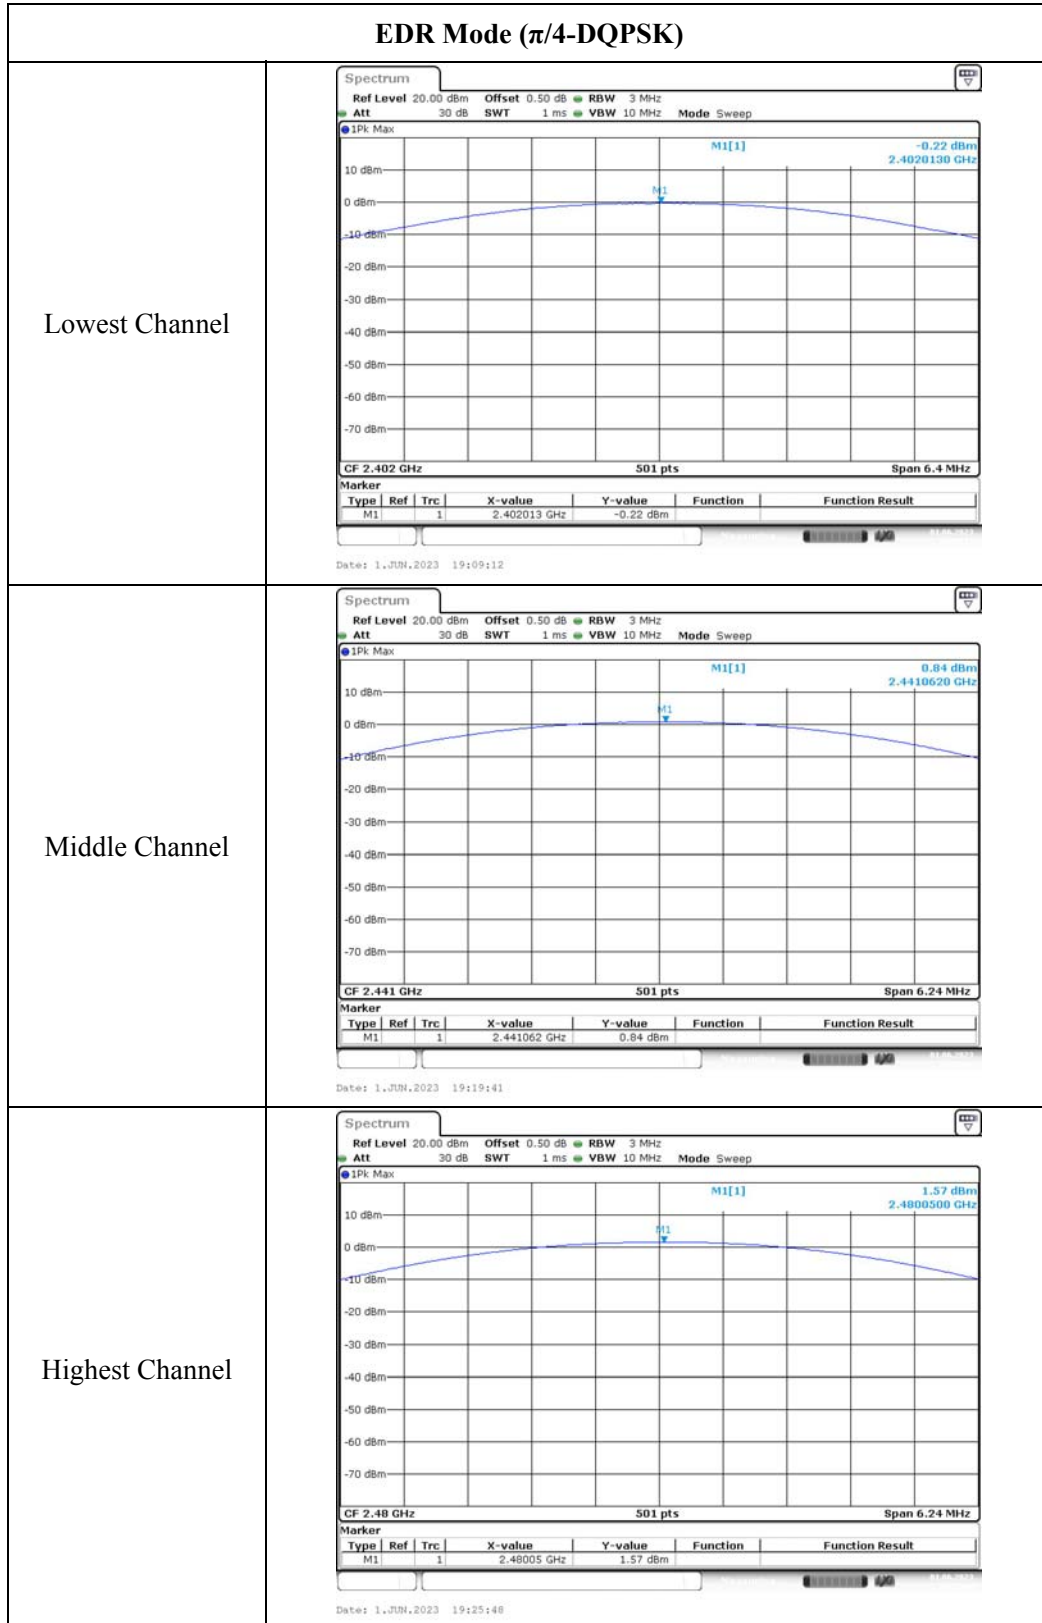 EDR Mode (π/4-DQPSK)
Lowest Channel
Spectrum
Ref Level 20.00 dBm Offset 0.50 dB RBW 3 MHz
Att 30 dB SWT 1 ms VBW 10 MHz Mode Sweep
1Pk Max
M1[1] -0.22 dBm
2.4020130 GHz
10 dBm
M1
0 dBm
-10 dBm
-20 dBm
-30 dBm
-40 dBm
-50 dBm
-60 dBm
-70 dBm
CF 2.402 GHz 501 pts Span 6.4 MHz
Marker
Type Ref Trc X-value Y-value Function Function Result
M1 1 2.402013 GHz -0.22 dBm
Date: 1.JUN.2023 19:09:12
Middle Channel
Spectrum
Ref Level 20.00 dBm Offset 0.50 dB RBW 3 MHz
Att 30 dB SWT 1 ms VBW 10 MHz Mode Sweep
1Pk Max
M1[1] 0.84 dBm
2.4410620 GHz
10 dBm
M1
0 dBm
-10 dBm
-20 dBm
-30 dBm
-40 dBm
-50 dBm
-60 dBm
-70 dBm
CF 2.441 GHz 501 pts Span 6.24 MHz
Marker
Type Ref Trc X-value Y-value Function Function Result
M1 1 2.441062 GHz 0.84 dBm
Date: 1.JUN.2023 19:19:41
Highest Channel
Spectrum
Ref Level 20.00 dBm Offset 0.50 dB RBW 3 MHz
Att 30 dB SWT 1 ms VBW 10 MHz Mode Sweep
1Pk Max
M1[1] 1.57 dBm
2.4800500 GHz
10 dBm
M1
0 dBm
-10 dBm
-20 dBm
-30 dBm
-40 dBm
-50 dBm
-60 dBm
-70 dBm
CF 2.48 GHz 501 pts Span 6.24 MHz
Marker
Type Ref Trc X-value Y-value Function Function Result
M1 1 2.48005 GHz 1.57 dBm
Date: 1.JUN.2023 19:25:48